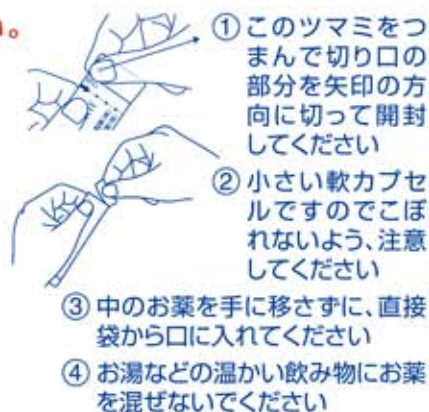 。
① このツマミをつ
まんで切り口の
部分を矢印の方
向に切って開封
してください
② 小さい軟カプセ
ルですのでこぼ
れないよう、注意
してください
③ 中のお薬を手に移さずに、直接
袋から口に入れてください
④ お湯などの温かい飲み物にお薬
を混ぜないでください